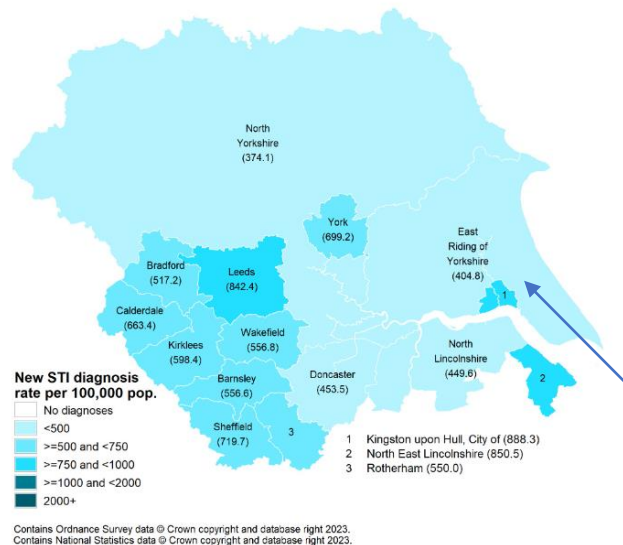 North
Yorkshire
(374.1)
York
(699.2)
East
Riding of
Yorkshire
(404.8)
Bradford
(517.2)
Leeds
(842.4)
1
Calderdale
(663.4)
Kirklees
(598.4)
Wakefield
(556.8)
North
Lincolnshire
(449.6)
Barnsley
(556.6)
Doncaster
(453.5)
2
Sheffield
(719.7)
3
New STI diagnosis
rate per 100,000 pop.
No diagnoses
<500
>=500 and <750
>=750 and <1000
>=1000 and <2000
2000+
1 Kingston upon Hull, City of (888.3)
2 North East Lincolnshire (850.5)
3 Rotherham (550.0)
Contains Ordnance Survey data © Crown copyright and database right 2023.
Contains National Statistics data © Crown copyright and database right 2023.